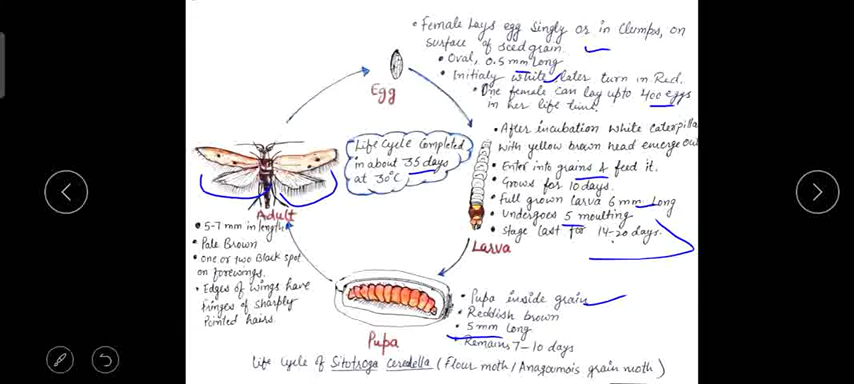 • Female Lays egg singly or in Clumps, on
surface of seed grain.
• Oval, 0.5 mm Long
• Initialy white later turn in Red.
• One female can lay upto 400 eggs
in her life time.
Egg
• After incubation white caterpilla
with yellow brown head emerge out
• Enter into grains & feed it.
• Grows for 10 days.
• Full grown larva 6 mm Long
• Undergoes 5 moulting
• Stage last for 14-20 days.
Larva
Life Cycle Completed
in about 35 days
at 30°C
Adult
• 5-7 mm in length
• Pale Brown
• One or two Black spot
on forewings.
• Edges of wings have
fringes of sharply
Pointed hairs.
• Pupa inside grain
• Reddish brown
• 5 mm Long
• Remains 7-10 days
Pupa
Life Cycle of Sitotroga ceredella (Flour moth/Anagoumois grain moth)